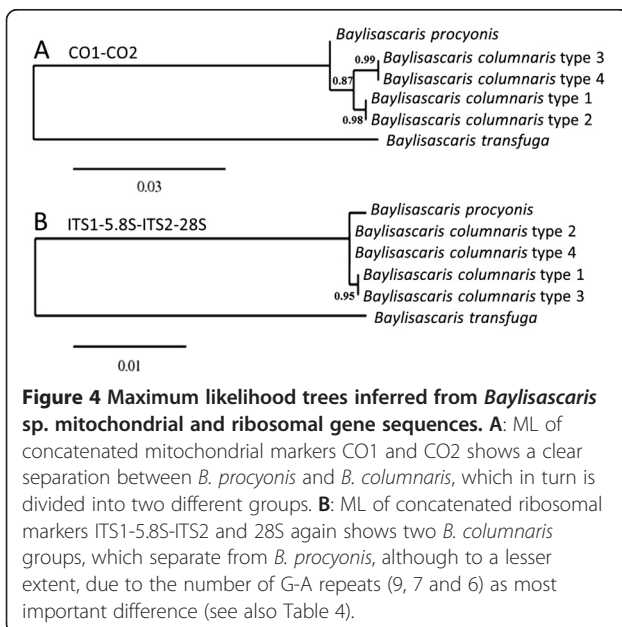 A CO1-CO2
Baylisascaris procyonis
0.99 Baylisascaris columnaris type 3
0.87 Baylisascaris columnaris type 4
Baylisascaris columnaris type 1
0.98 Baylisascaris columnaris type 2
Baylisascaris transfuga
0.03
B ITS1-5.8S-ITS2-28S
Baylisascaris procyonis
Baylisascaris columnaris type 2
Baylisascaris columnaris type 4
Baylisascaris columnaris type 1
0.95 Baylisascaris columnaris type 3
Baylisascaris transfuga
0.01
Figure 4 Maximum likelihood trees inferred from Baylisascaris
sp. mitochondrial and ribosomal gene sequences. A: ML of
concatenated mitochondrial markers CO1 and CO2 shows a clear
separation between B. procyonis and B. columnaris, which in turn is
divided into two different groups. B: ML of concatenated ribosomal
markers ITS1-5.8S-ITS2 and 28S again shows two B. columnaris
groups, which separate from B. procyonis, although to a lesser
extent, due to the number of G-A repeats (9, 7 and 6) as most
important difference (see also Table 4).